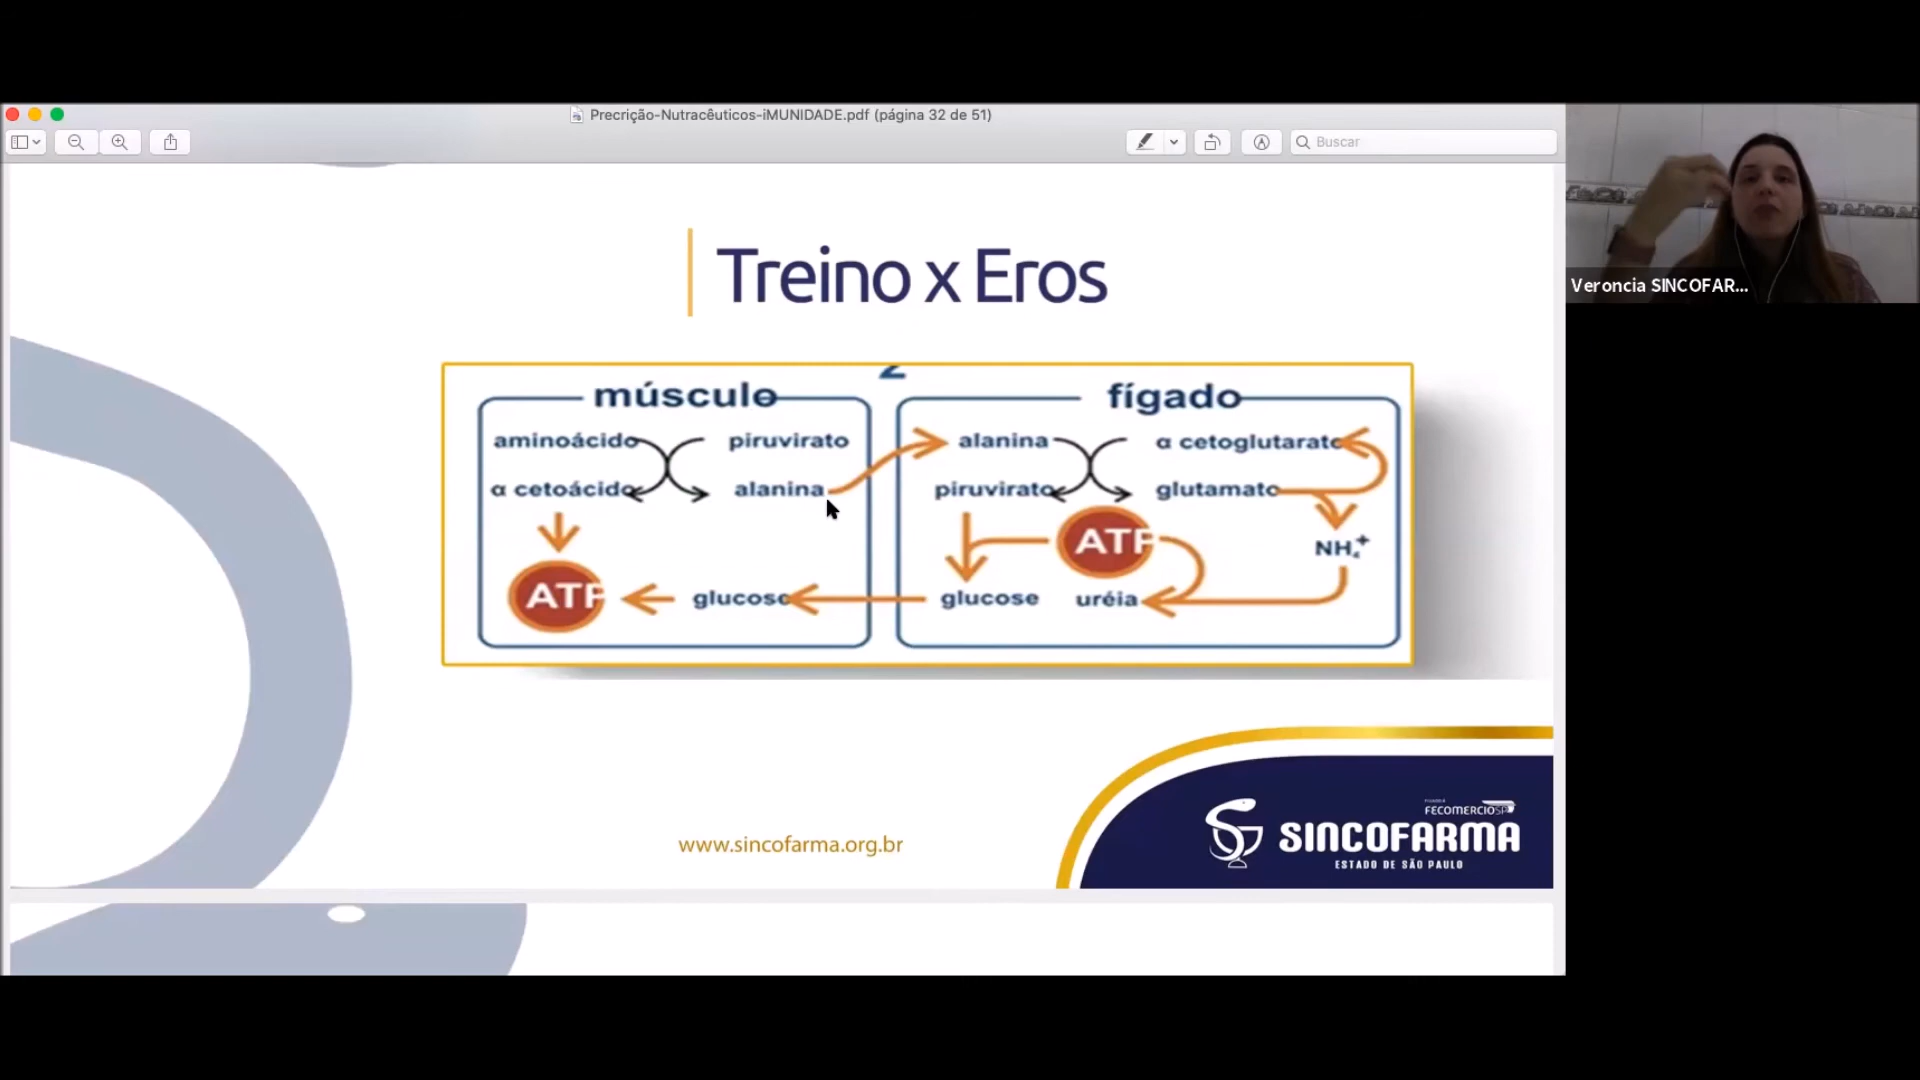 Precrição-Nutracêuticos-iMUNIDADE.pdf (página 32 de 51)
Buscar
Veroncia SINCOFAR...
Treino x Eros
músculo
fígado
aminoácido
piruvirato
alanina
α cetoglutarato
α cetoácido
alanina
piruvirato
glutamato
ATP
NH₄⁺
ATP
glucose
glucose
uréia
www.sincofarma.org.br
FECOMERCIOSP
SINCOFARMA
ESTADO DE SÃO PAULO